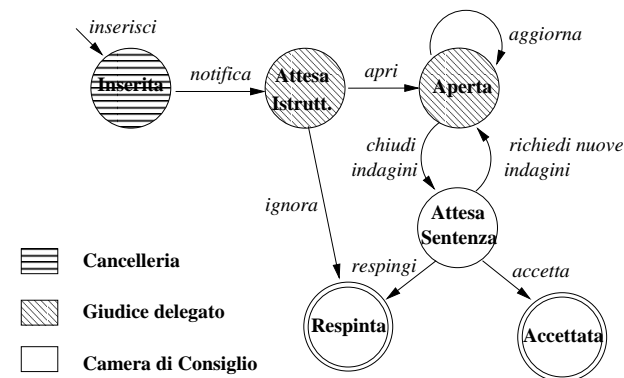 inserisci
Inserita
notifica
Attesa
Istrutt.
apri
Aperta
aggiorna
chiudi
indagini
richiedi nuove
indagini
ignora
Attesa
Sentenza
respingi
accetta
Respinta
Accettata
Cancelleria
Giudice delegato
Camera di Consiglio